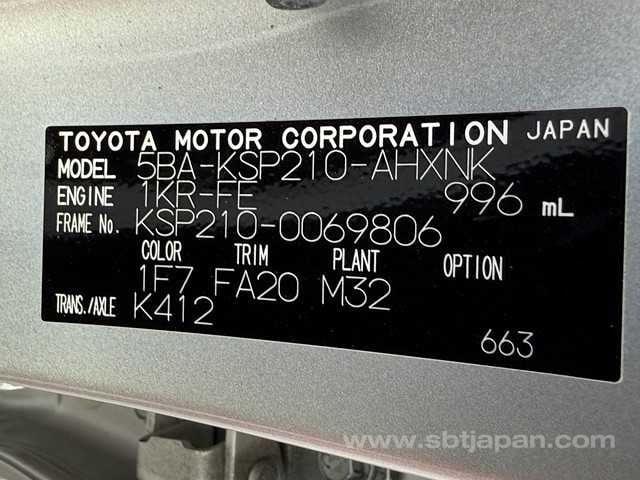 TOYOTA MOTOR CORPORATION JAPAN
MODEL 5BA-KSP210-AHXNK
ENGINE 1KR-FE 996 mL
FRAME No. KSP210-0069806
COLOR TRIM PLANT OPTION
1F7 FA20 M32
TRANS./AXLE K412
663
www.sbtjapan.com